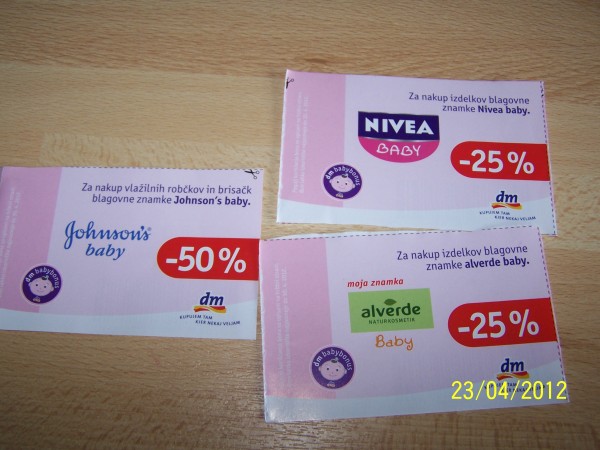 Za nakup izdelkov blagovne
znamke Nivea baby.
NIVEA
BABY
-25%
dm babybonus
dm
KUPUJEM TAM
KJER NEKAJ VELJAM
Za nakup vlažilnih robčkov in brisačk
blagovne znamke Johnson's baby.
Johnson's
baby
-50%
dm babybonus
dm
KUPUJEM TAM
KJER NEKAJ VELJAM
Za nakup izdelkov blagovne
znamke alverde baby.
moja znamka
alverde
NATURKOSMETIK
Baby
-25%
dm babybonus
dm
23/04/2012